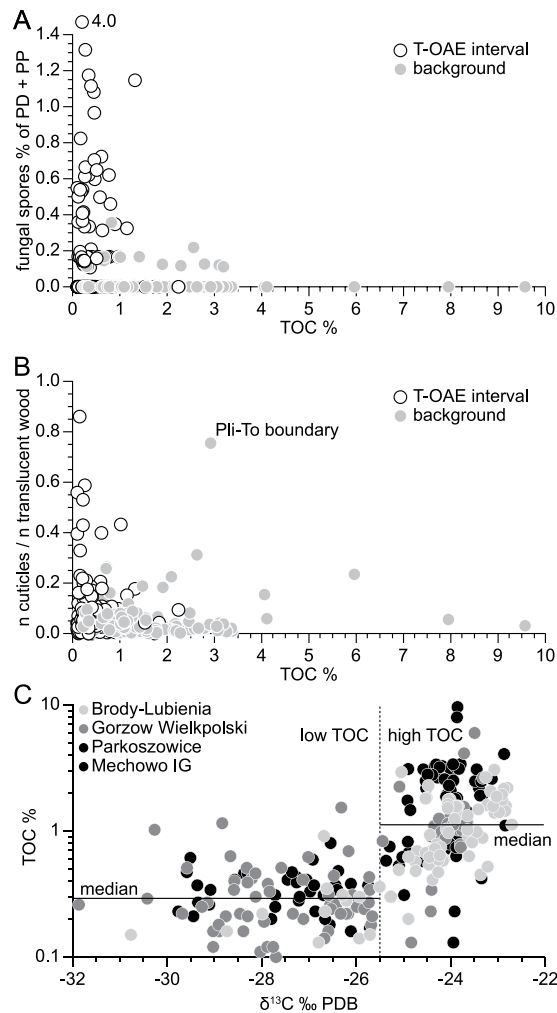 A
4.0
1.4
1.2
1.0
0.8
0.6
0.4
0.2
0.0
fungal spores % of PD + PP
T-OAE interval
background
0 1 2 3 4 5 6 7 8 9 10
TOC %
B
1.0
0.8
0.6
0.4
0.2
0.0
n cuticles / n translucent wood
T-OAE interval
background
Pli-To boundary
0 1 2 3 4 5 6 7 8 9 10
TOC %
C
10
1
0.1
TOC %
Brody-Lubienia
Gorzow Wielkpolski
Parkoszowice
Mechowo IG
low TOC
high TOC
median
median
-32 -30 -28 -26 -24 -22
δ¹³C ‰ PDB